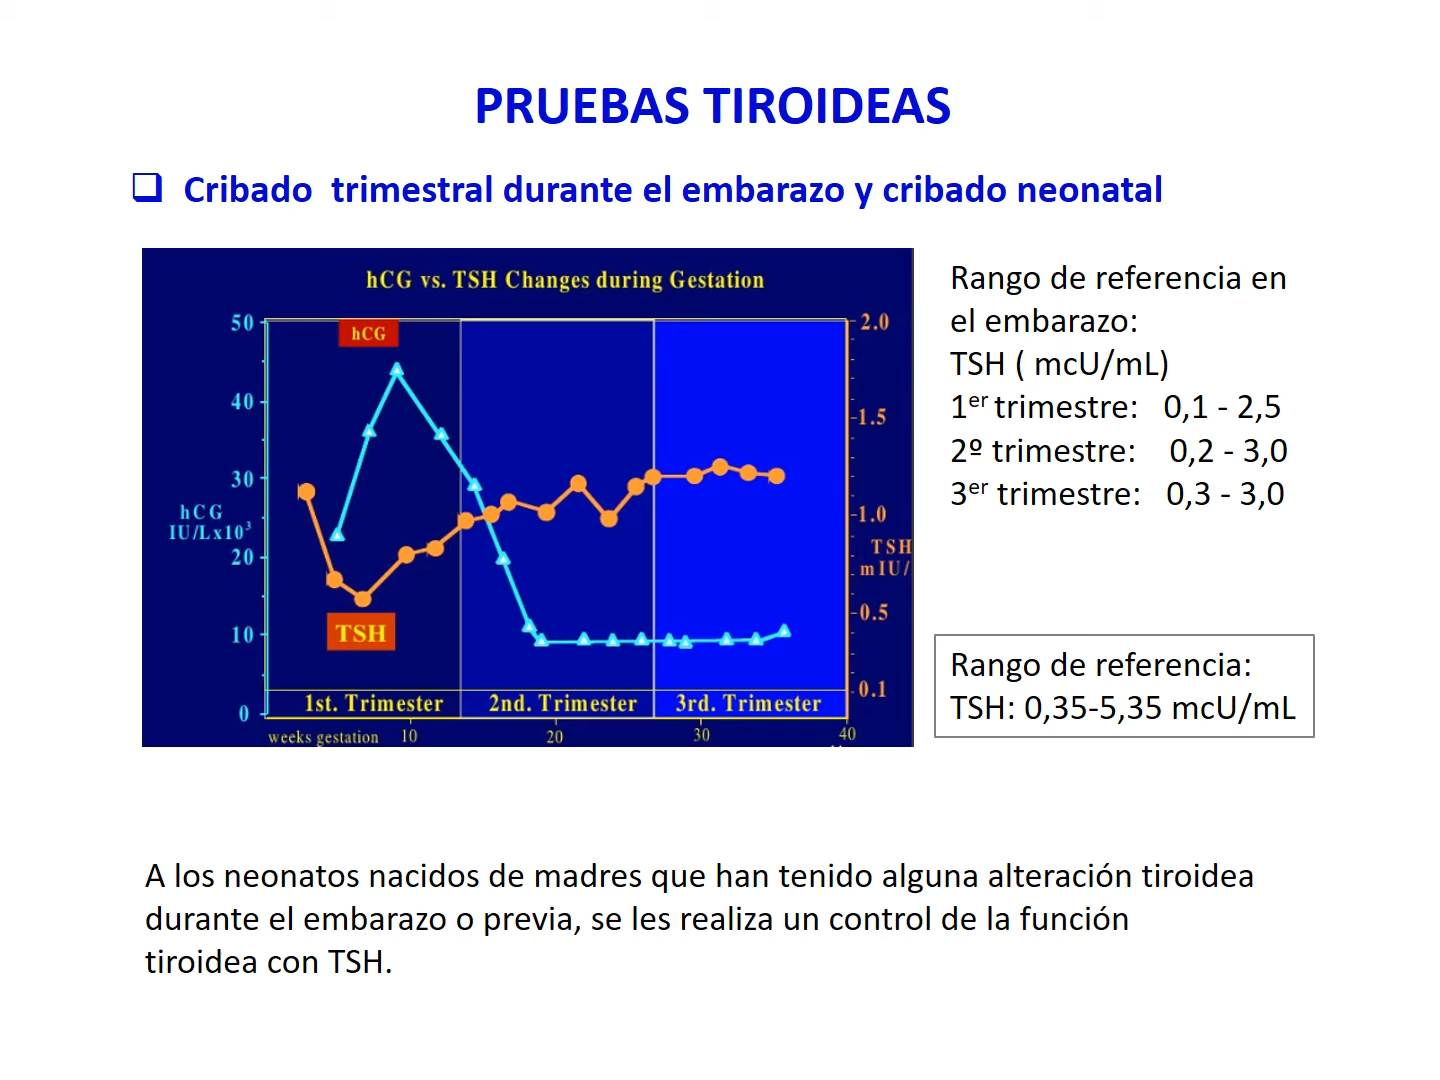 PRUEBAS TIROIDEAS
❑ Cribado trimestral durante el embarazo y cribado neonatal
hCG vs. TSH Changes during Gestation
50
40
30
20
10
0
hCG
IU/Lx10³
hCG
TSH
2.0
1.5
1.0
0.5
0.1
TSH
mIU/
1st. Trimester
2nd. Trimester
3rd. Trimester
weeks gestation
10
20
30
40
Rango de referencia en
el embarazo:
TSH ( mcU/mL)
1er trimestre: 0,1 - 2,5
2º trimestre: 0,2 - 3,0
3er trimestre: 0,3 - 3,0
Rango de referencia:
TSH: 0,35-5,35 mcU/mL
A los neonatos nacidos de madres que han tenido alguna alteración tiroidea
durante el embarazo o previa, se les realiza un control de la función
tiroidea con TSH.